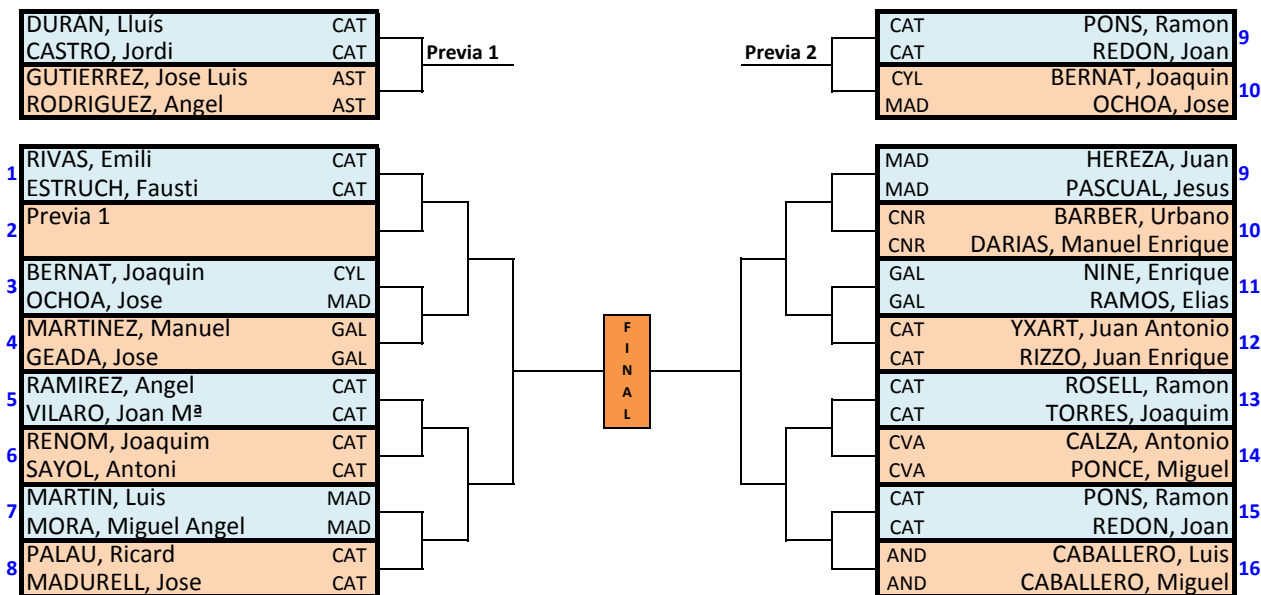 DURÁN, Lluís CAT
CASTRO, Jordi CAT
GUTIERREZ, Jose Luis AST
RODRIGUEZ, Angel AST
Previa 1
Previa 2
CAT PONS, Ramon
9
CAT REDON, Joan
CYL BERNAT, Joaquin
10
MAD OCHOA, Jose
RIVAS, Emili CAT
1
ESTRUCH, Fausti CAT
Previa 1
2
BERNAT, Joaquin CYL
3
OCHOA, Jose MAD
MARTINEZ, Manuel GAL
4
GEADA, Jose GAL
RAMIREZ, Angel CAT
5
VILARO, Joan Mª CAT
RENOM, Joaquim CAT
6
SAYOL, Antoni CAT
MARTIN, Luis MAD
7
MORA, Miguel Angel MAD
PALAU, Ricard CAT
8
MADURELL, Jose CAT
F
I
N
A
L
MAD HEREZA, Juan
9
MAD PASCUAL, Jesus
CNR BARBER, Urbano
10
CNR DARIAS, Manuel Enrique
GAL NINE, Enrique
11
GAL RAMOS, Elias
CAT YXART, Juan Antonio
12
CAT RIZZO, Juan Enrique
CAT ROSELL, Ramon
13
CAT TORRES, Joaquim
CVA CALZA, Antonio
14
CVA PONCE, Miguel
CAT PONS, Ramon
15
CAT REDON, Joan
AND CABALLERO, Luis
16
AND CABALLERO, Miguel